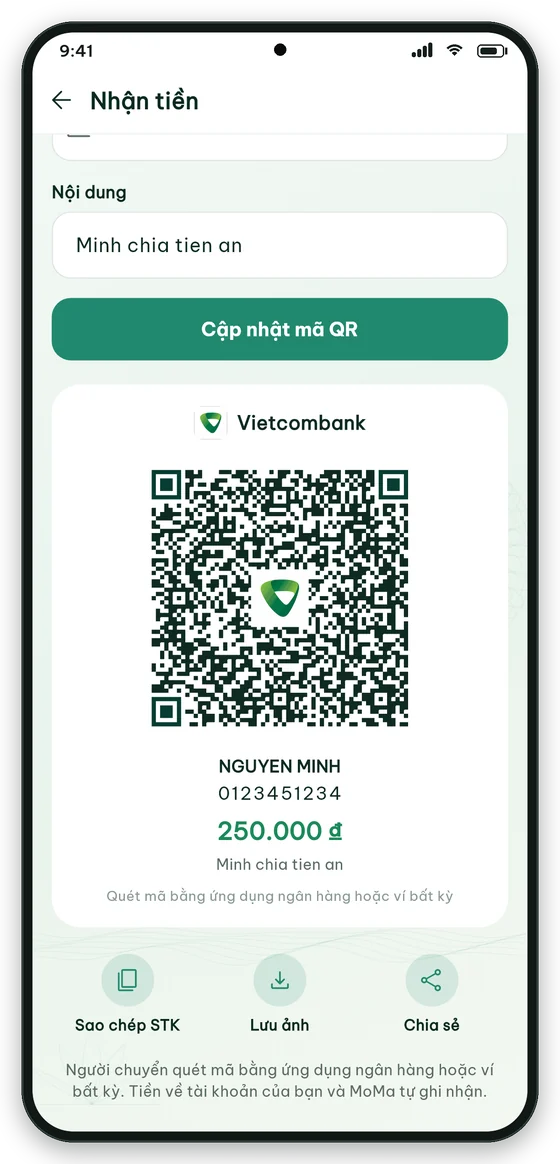 9:41
Nhận tiền
Nội dung
Minh chia tien an
Cập nhật mã QR
Vietcombank
NGUYEN MINH
0123451234
250.000 ₫
Minh chia tien an
Quét mã bằng ứng dụng ngân hàng hoặc ví bất kỳ
Sao chép STK
Lưu ảnh
Chia sẻ
Người chuyển quét mã bằng ứng dụng ngân hàng hoặc ví
bất kỳ. Tiền về tài khoản của bạn và MoMa tự ghi nhận.